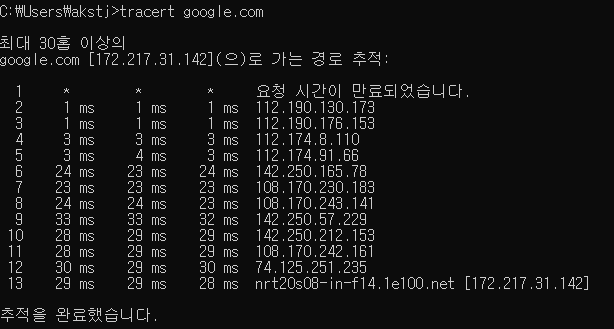 C:\Users\akstj>tracert google.com
최대 30홉 이상의
google.com [172.217.31.142](으)로 가는 경로 추적:
1 * * * 요청 시간이 만료되었습니다.
2 1 ms 1 ms 1 ms 112.190.130.173
3 1 ms 1 ms 1 ms 112.190.176.153
4 3 ms 3 ms 3 ms 112.174.8.110
5 3 ms 4 ms 3 ms 112.174.91.66
6 24 ms 23 ms 24 ms 142.250.165.78
7 23 ms 23 ms 23 ms 108.170.230.183
8 24 ms 24 ms 23 ms 108.170.243.141
9 33 ms 33 ms 32 ms 142.250.57.229
10 28 ms 29 ms 29 ms 142.250.212.153
11 28 ms 29 ms 29 ms 108.170.242.161
12 30 ms 29 ms 30 ms 74.125.251.235
13 29 ms 29 ms 28 ms nrt20s08-in-f14.1e100.net [172.217.31.142]
추적을 완료했습니다.